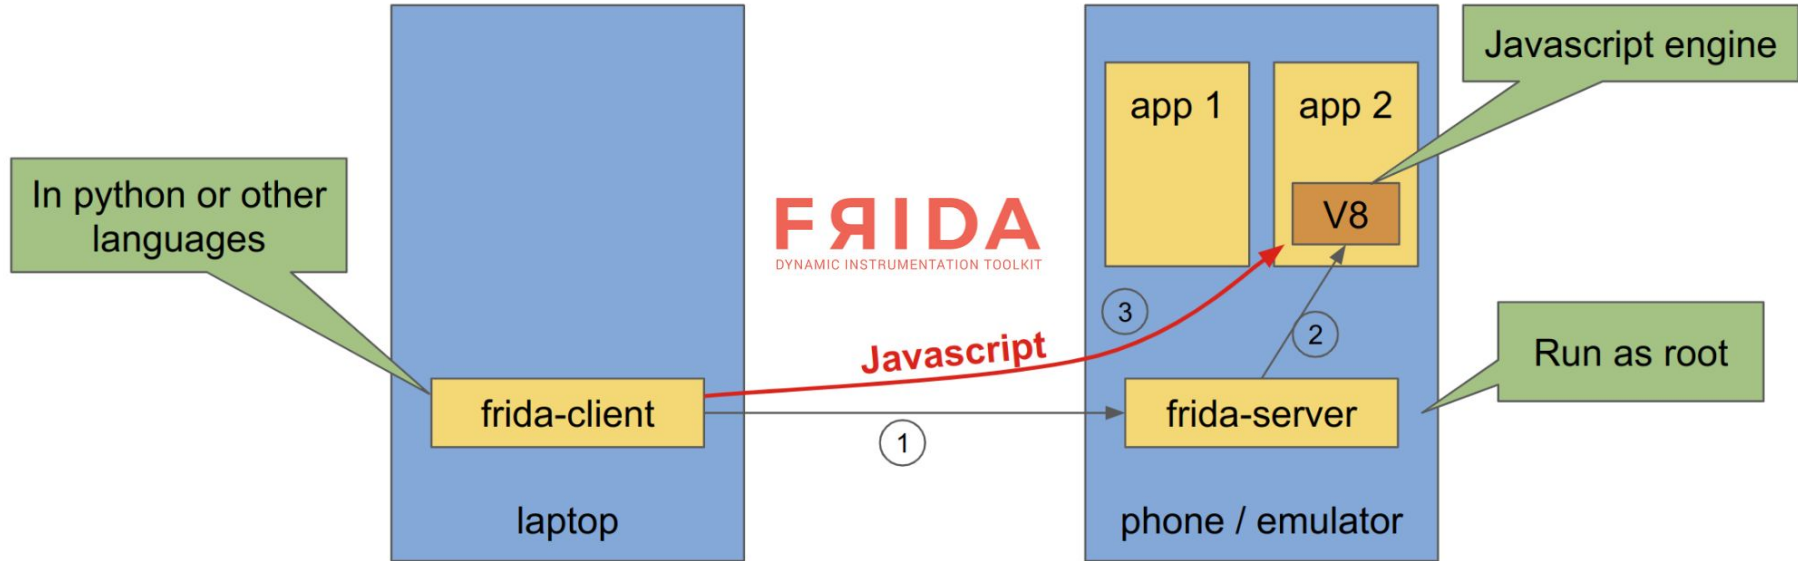 Javascript engine
app 1
app 2
In python or other
languages
V8
FRIDA
DYNAMIC INSTRUMENTATION TOOLKIT
3
2
Javascript
Run as root
frida-client
frida-server
1
laptop
phone / emulator